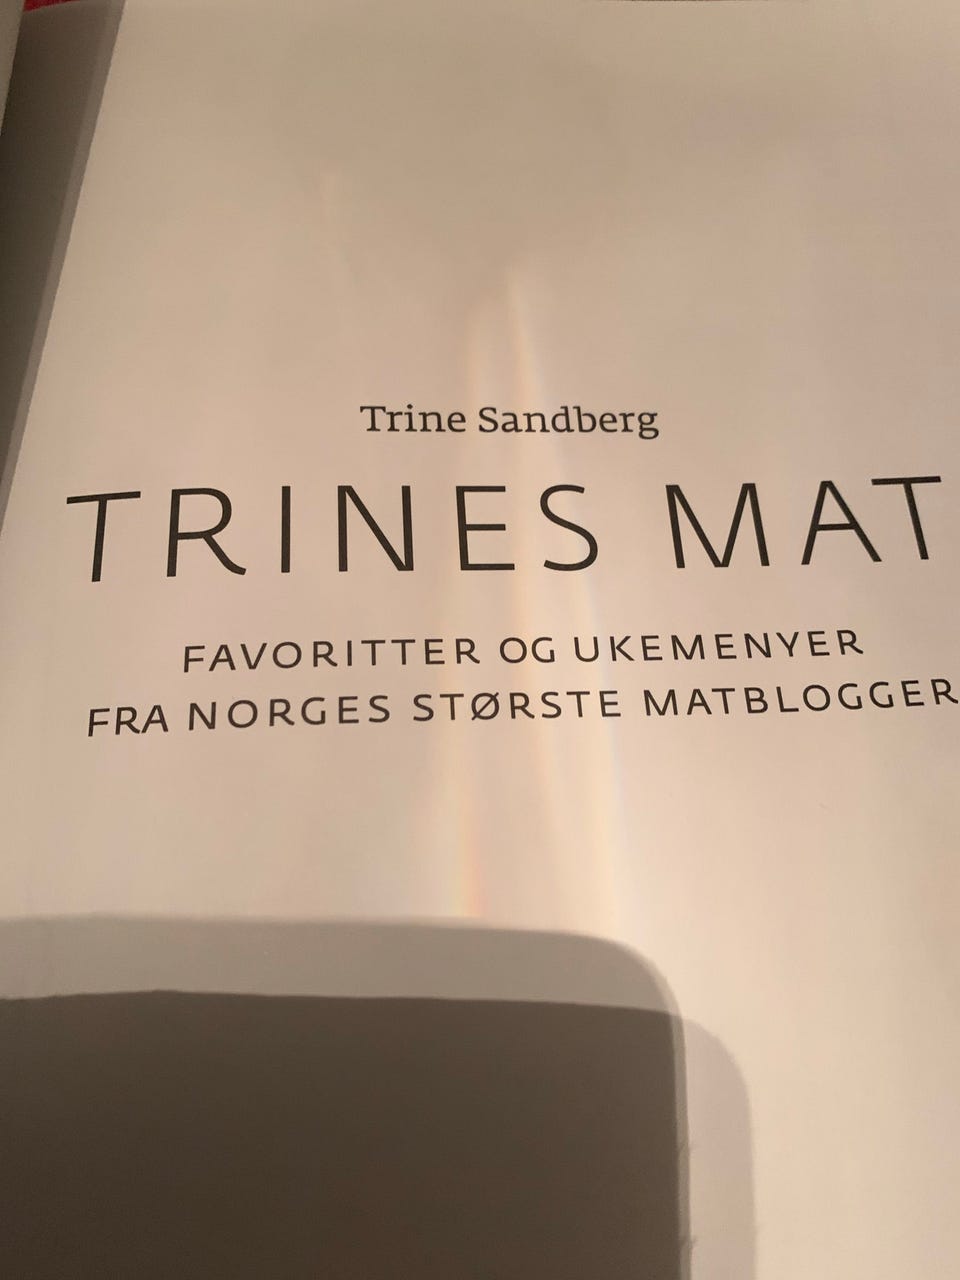 Trine Sandberg
TRINES MAT
FAVORITTER OG UKEMENYER
FRA NORGES STØRSTE MATBLOGGER